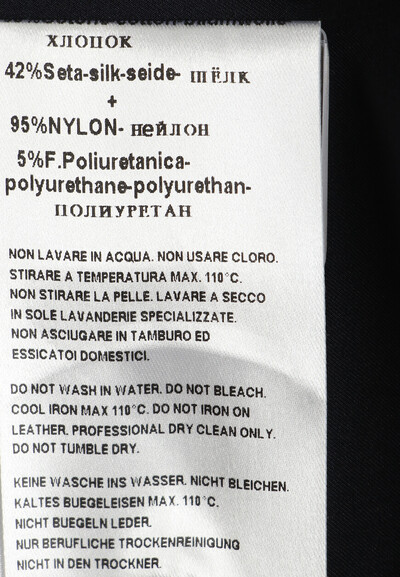 ХЛОПОК
42%Seta-silk-seide- ШЁЛК
+
95%NYLON- нейлон
5%F.Poliuretanica-
polyurethane-polyurethan-
ПОЛИУРЕТАН
NON LAVARE IN ACQUA. NON USARE CLORO.
STIRARE A TEMPERATURA MAX. 110°C.
NON STIRARE LA PELLE. LAVARE A SECCO
IN SOLE LAVANDERIE SPECIALIZZATE.
NON ASCIUGARE IN TAMBURO ED
ESSICATOI DOMESTICI.
DO NOT WASH IN WATER. DO NOT BLEACH.
COOL IRON MAX 110°C. DO NOT IRON ON
LEATHER. PROFESSIONAL DRY CLEAN ONLY.
DO NOT TUMBLE DRY.
KEINE WASCHE INS WASSER. NICHT BLEICHEN.
KALTES BUEGELEISEN MAX. 110°C.
NICHT BUEGELN LEDER.
NUR BERUFLICHE TROCKENREINIGUNG
NICHT IN DEN TROCKNER.